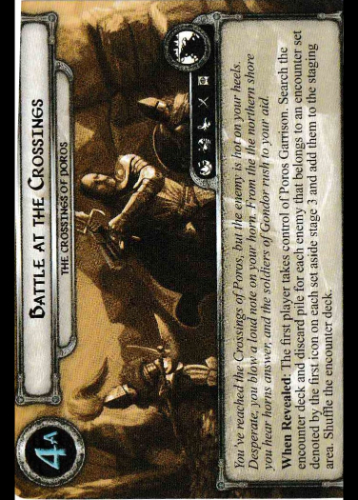 4A
BATTLE AT THE CROSSINGS
THE CROSSINGS OF POROS
You've reached the Crossings of Poros, but the enemy is hot on your heels.
Desperate, you blow a loud note on your horn. From the the northern shore
you hear horns answer, and the soldiers of Gondor rush to your aid.
When Revealed: The first player takes control of Poros Garrison. Search the
encounter deck and discard pile for each enemy that belongs to an encounter set
denoted by the first icon on each set aside stage 3 and add them to the staging
area. Shuffle the encounter deck.